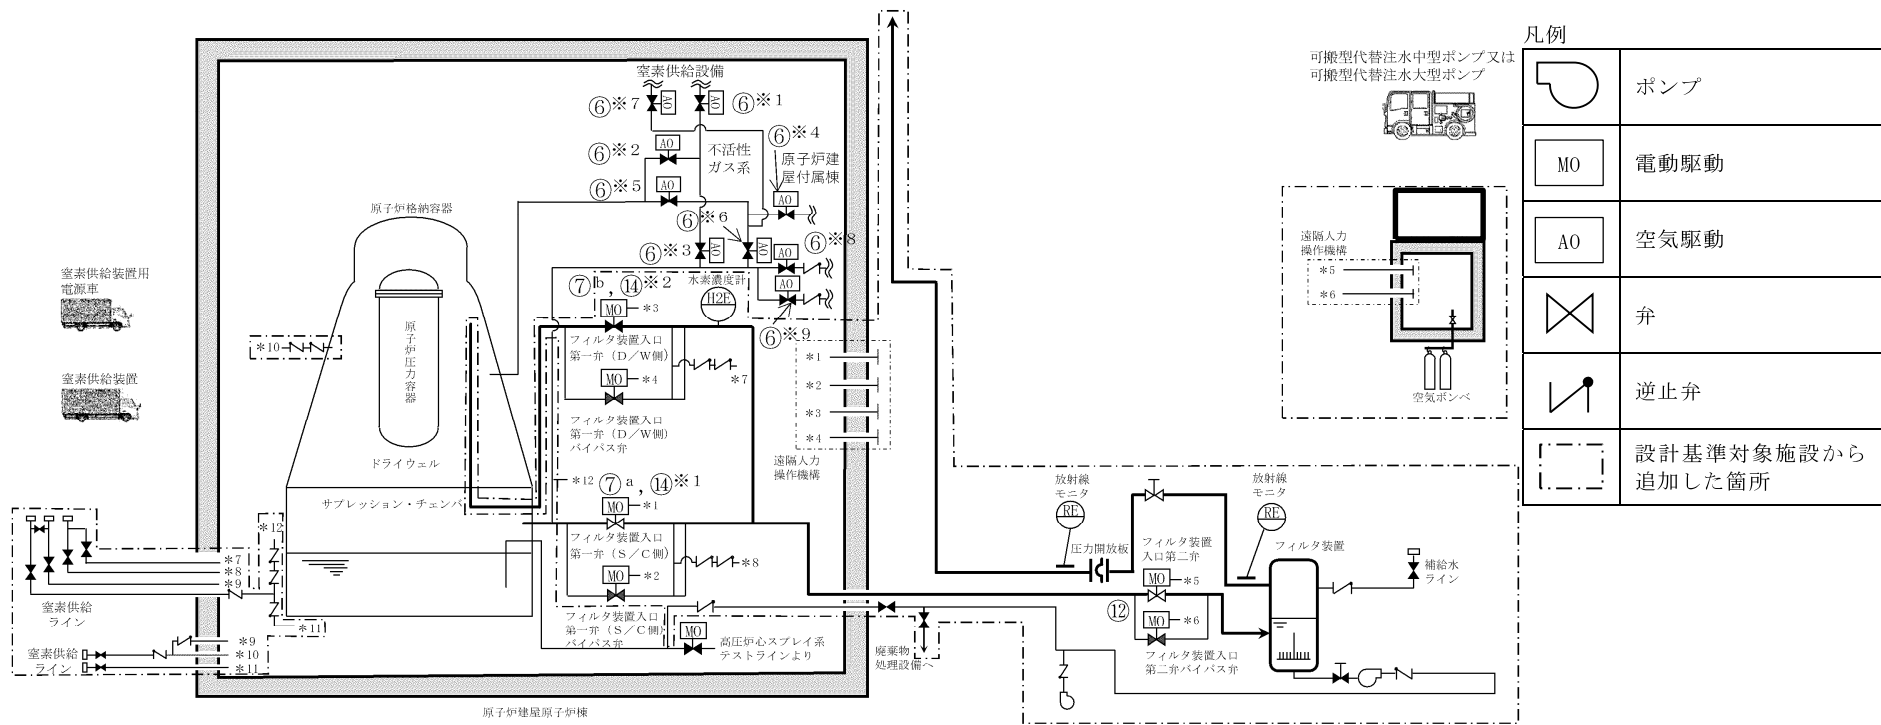 窒素供給設備
⑥※7
AO
AO
⑥※1
⑥※4
⑥※2
AO
不活性
ガス系
原子炉建
屋付属棟
⑥※5
AO
AO
⑥※6
⑥※3
AO
AO
AO
⑥※8
AO
⑥※9
原子炉格納容器
原子炉圧力容器
ドライウェル
サプレッション・チェンバ
窒素供給装置用
電源車
窒素供給装置
*10
⑦b,⑭※2
水素濃度計
H2E
MO
*3
フィルタ装置入口
第一弁(D/W側)
MO
*4
*7
フィルタ装置入口
第一弁(D/W側)
バイパス弁
*1
*2
*3
*4
遠隔人力
操作機構
*12
⑦a,⑭※1
MO
*1
フィルタ装置入口
第一弁(S/C側)
MO
*2
*8
フィルタ装置入口
第一弁(S/C側)
バイパス弁
MO
高圧炉心スプレイ系
テストラインより
廃棄物
処理設備へ
*12
*7
*8
*9
窒素供給
ライン
*11
*9
*10
*11
窒素供給
ライン
原子炉建屋原子炉棟
放射線
モニタ
RE
圧力開放板
放射線
モニタ
RE
フィルタ装置
入口第二弁
MO
*5
⑫
MO
*6
フィルタ装置入口
第二弁バイパス弁
フィルタ装置
補給水
ライン
可搬型代替注水中型ポンプ又は
可搬型代替注水大型ポンプ
遠隔人力
操作機構
*5
*6
空気ボンベ
凡例
ポンプ
MO
電動駆動
AO
空気駆動
弁
逆止弁
設計基準対象施設から
追加した箇所